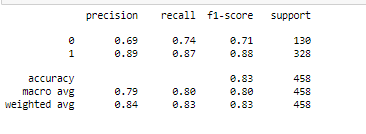 precision recall f1-score support
0 0.69 0.74 0.71 130
1 0.89 0.87 0.88 328
accuracy 0.83 458
macro avg 0.79 0.80 0.80 458
weighted avg 0.84 0.83 0.83 458